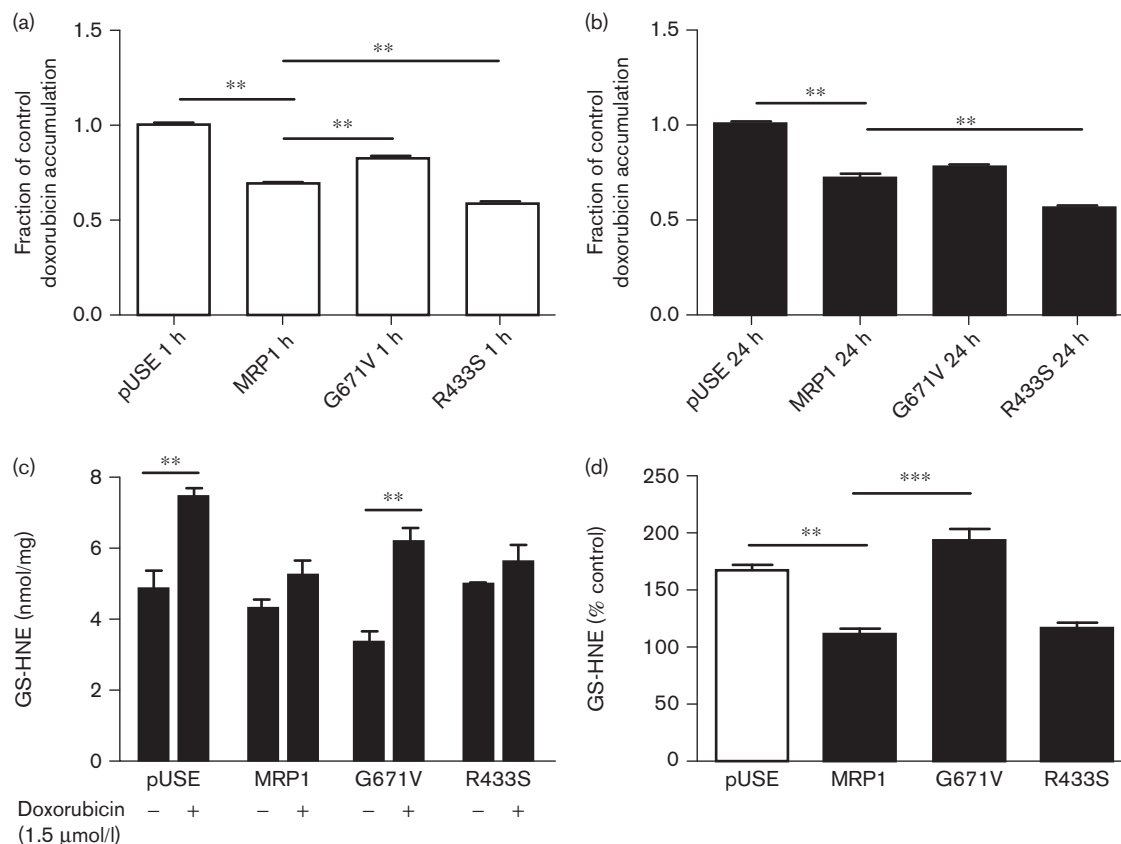 (a)
1.5
1.0
0.5
0.0
Fraction of control
doxorubicin accumulation
**
**
**
pUSE 1 h
MRP1 h
G671V 1 h
R433S 1 h
(b)
1.5
1.0
0.5
0.0
Fraction of control
doxorubicin accumulation
**
**
pUSE 24 h
MRP1 24 h
G671V 24 h
R433S 24 h
(c)
8
6
4
2
0
GS-HNE (nmol/mg)
**
**
pUSE MRP1 G671V R433S
Doxorubicin – + – + – + – +
(1.5 µmol/l)
(d)
250
200
150
100
50
0
GS-HNE (% control)
**
***
pUSE MRP1 G671V R433S